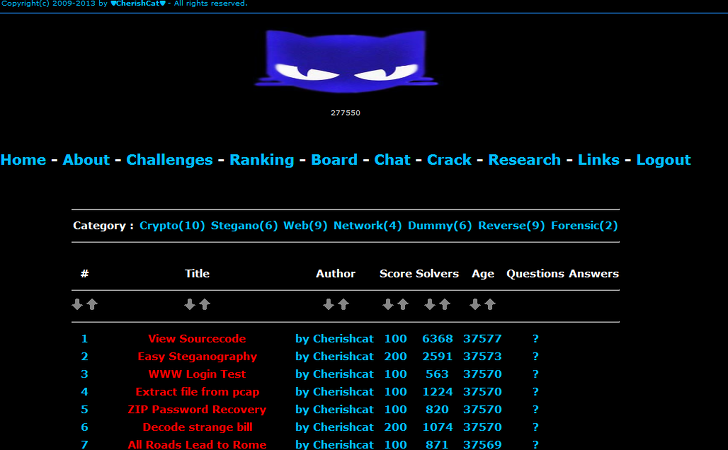 Copyright(c) 2009-2013 by ♥CherishCat♥ - All rights reserved.
277550
Home - About - Challenges - Ranking - Board - Chat - Crack - Research - Links - Logout
Category : Crypto(10) Stegano(6) Web(9) Network(4) Dummy(6) Reverse(9) Forensic(2)
# Title Author Score Solvers Age Questions Answers
1 View Sourcecode by Cherishcat 100 6368 37577 ?
2 Easy Steganography by Cherishcat 200 2591 37573 ?
3 WWW Login Test by Cherishcat 100 563 37570 ?
4 Extract file from pcap by Cherishcat 100 1224 37570 ?
5 ZIP Password Recovery by Cherishcat 100 820 37570 ?
6 Decode strange bill by Cherishcat 200 1074 37570 ?
7 All Roads Lead to Rome by Cherishcat 100 871 37569 ?